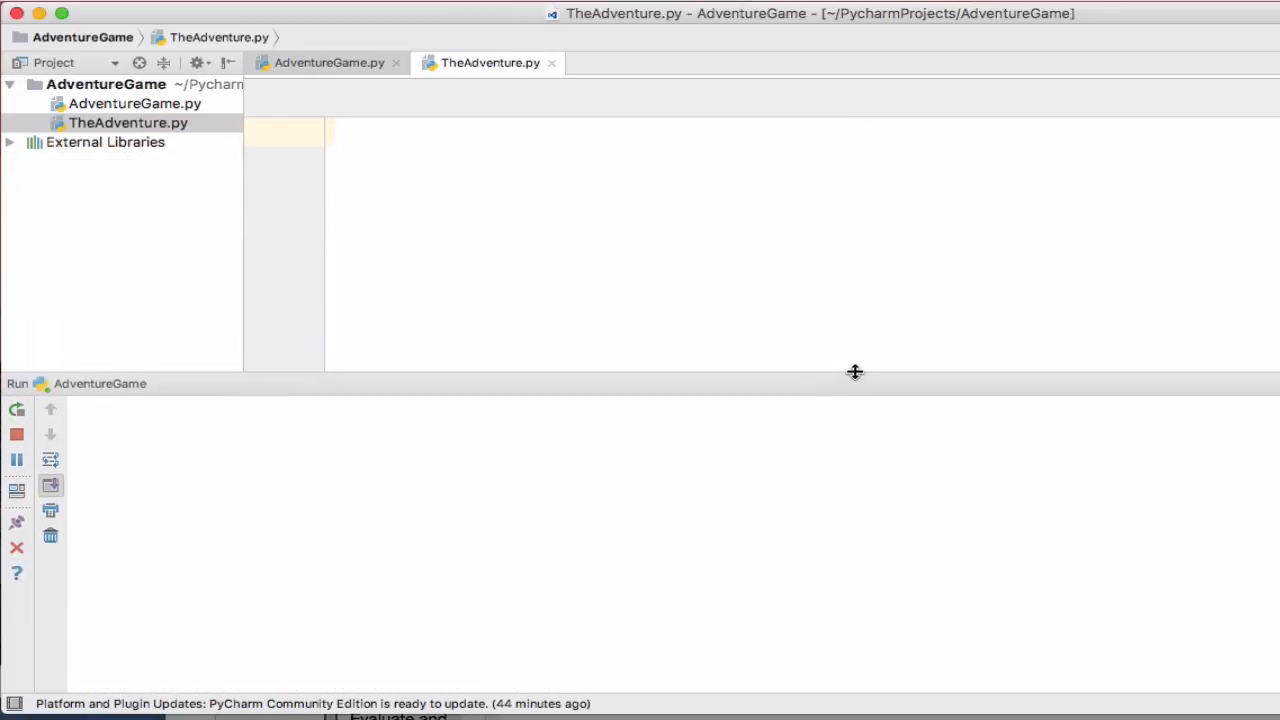 TheAdventure.py - AdventureGame - [~/PycharmProjects/AdventureGame]
AdventureGame TheAdventure.py
Project AdventureGame.py TheAdventure.py
AdventureGame ~/Pycharm
AdventureGame.py
TheAdventure.py
External Libraries
Run AdventureGame
?
Platform and Plugin Updates: PyCharm Community Edition is ready to update. (44 minutes ago)
Evaluate and